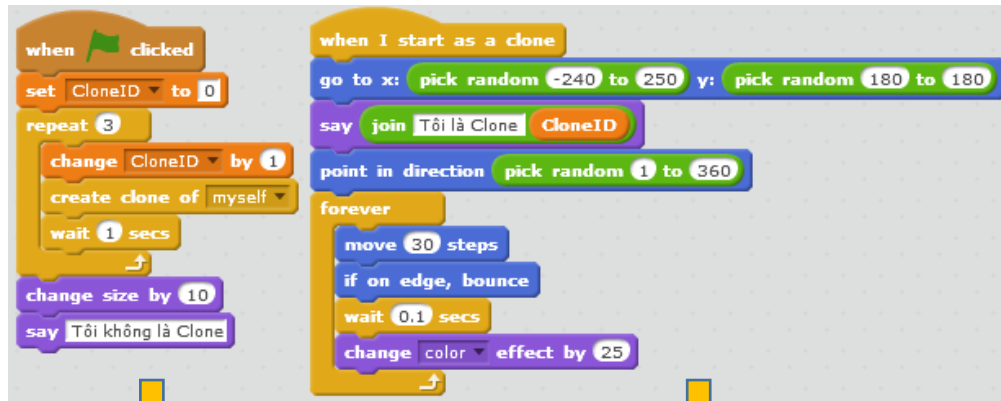 when clicked
set CloneID to 0
repeat 3
change CloneID by 1
create clone of myself
wait 1 secs
change size by 10
say Tôi không là Clone
when I start as a clone
go to x: pick random -240 to 250 y: pick random 180 to 180
say join Tôi là Clone CloneID
point in direction pick random 1 to 360
forever
move 30 steps
if on edge, bounce
wait 0.1 secs
change color effect by 25